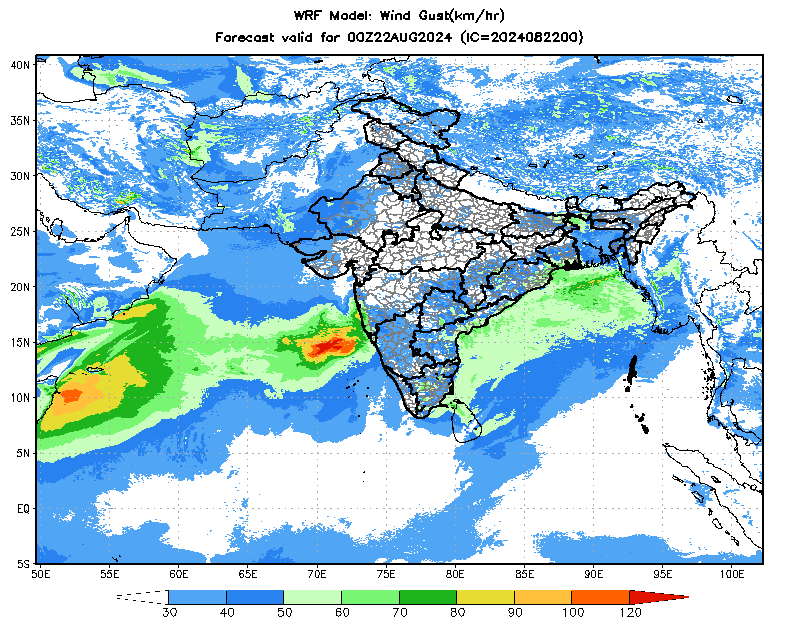 WRF Model: Wind Gust(km/hr)
Forecast valid for 00Z22AUG2024 (IC=2024082200)
40N
35N
30N
25N
20N
15N
10N
5N
EQ
5S
50E 55E 60E 65E 70E 75E 80E 85E 90E 95E 100E
30 40 50 60 70 80 90 100 120